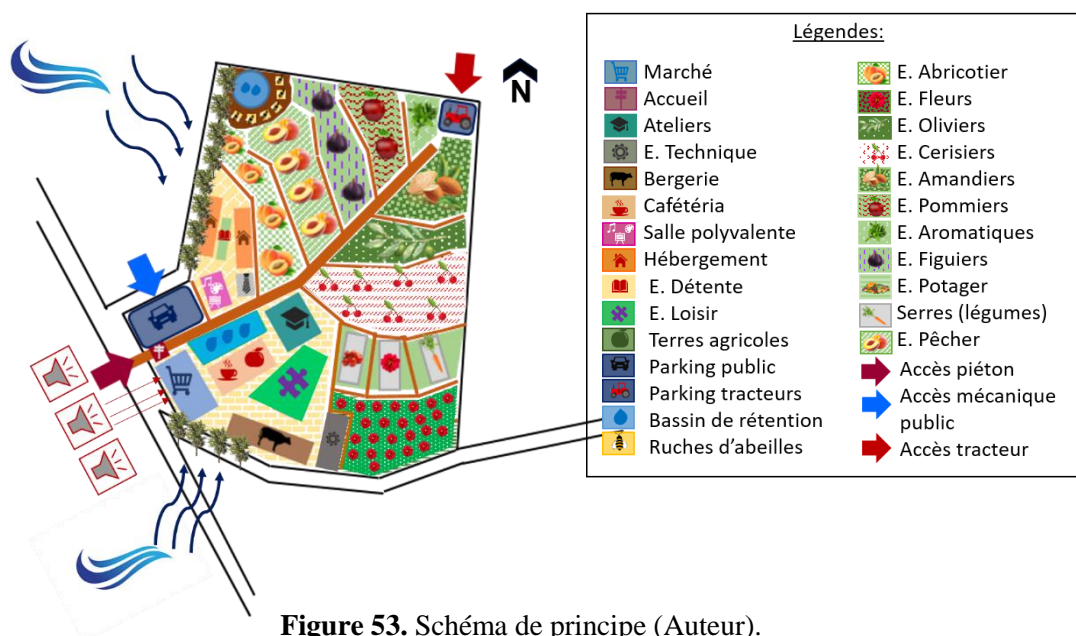 N
Légendes:
Marché
Accueil
Ateliers
E. Technique
Bergerie
Cafétéria
Salle polyvalente
Hébergement
E. Détente
E. Loisir
Terres agricoles
Parking public
Parking tracteurs
Bassin de rétention
Ruches d’abeilles
E. Abricotier
E. Fleurs
E. Oliviers
E. Cerisiers
E. Amandiers
E. Pommiers
E. Aromatiques
E. Figuiers
E. Potager
Serres (légumes)
E. Pêcher
Accès piéton
Accès mécanique
public
Accès tracteur
Figure 53. Schéma de principe (Auteur).